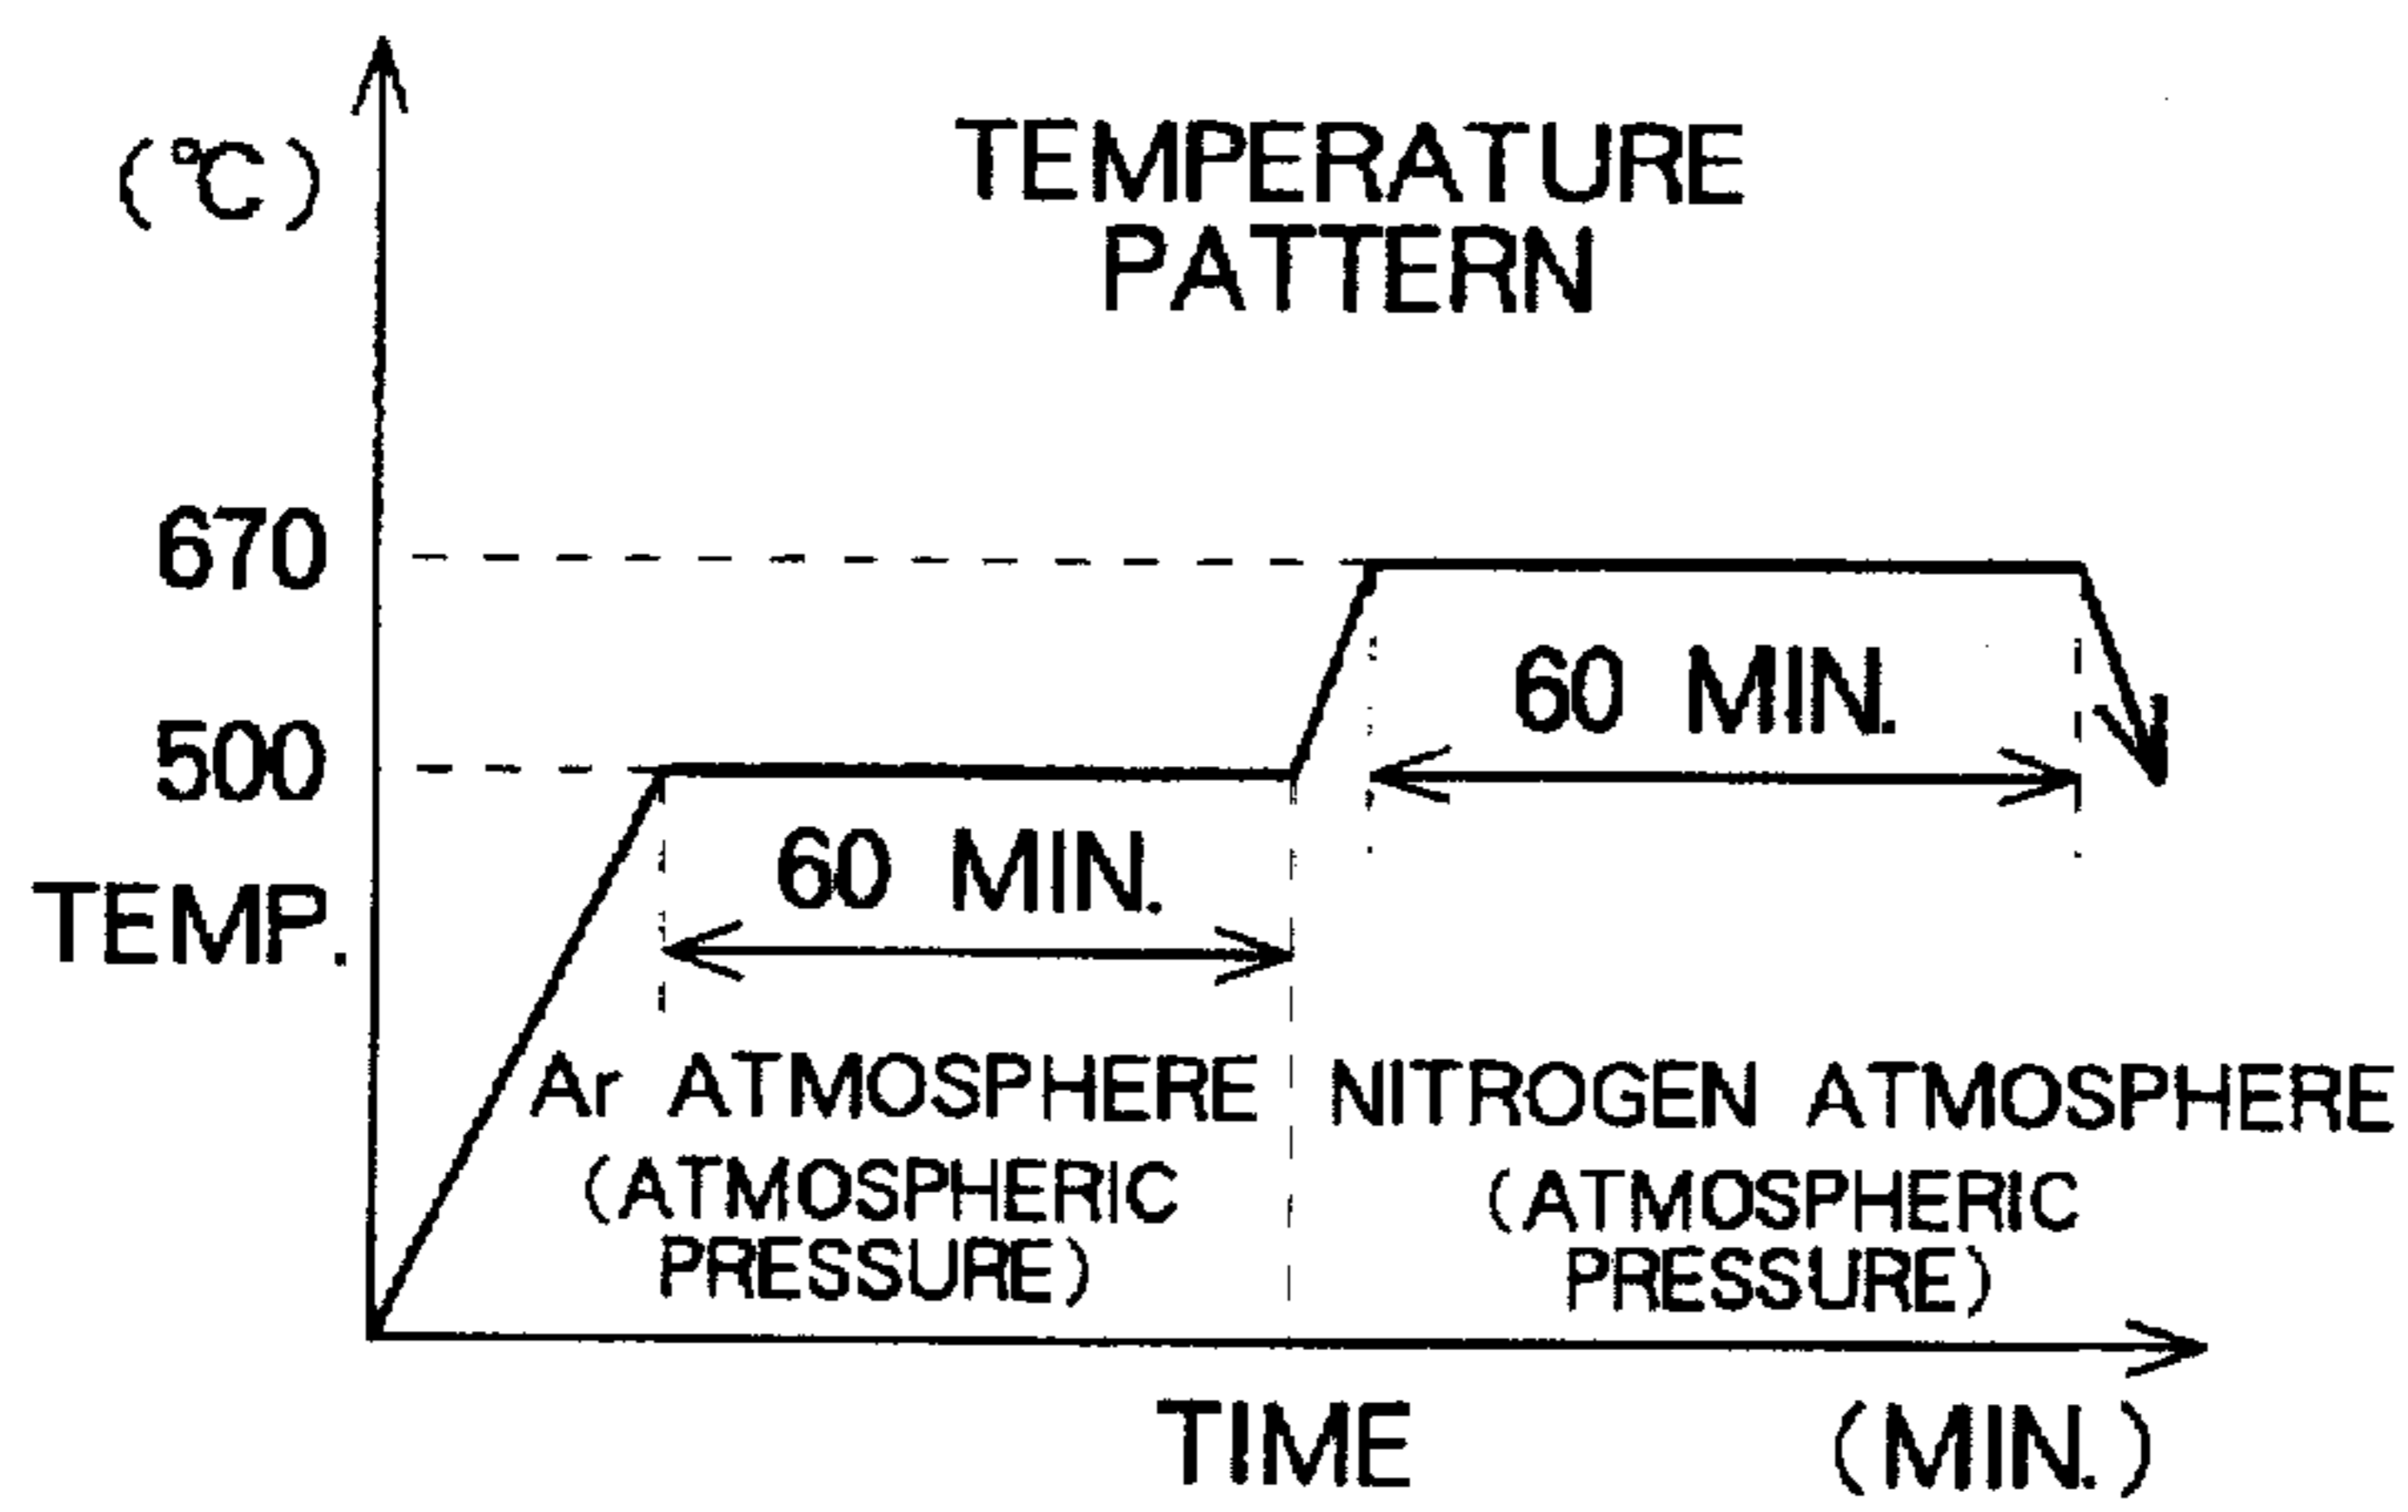 (℃)
TEMPERATURE
PATTERN
670
60 MIN.
500
60 MIN.
TEMP.
Ar ATMOSPHERE
(ATMOSPHERIC
PRESSURE)
NITROGEN ATMOSPHERE
(ATMOSPHERIC
PRESSURE)
TIME (MIN.)